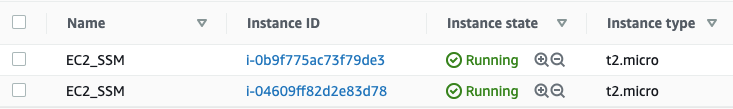 Name Instance ID Instance state Instance type
EC2_SSM i-0b9f775ac73f79de3 Running t2.micro
EC2_SSM i-04609ff82d2e83d78 Running t2.micro